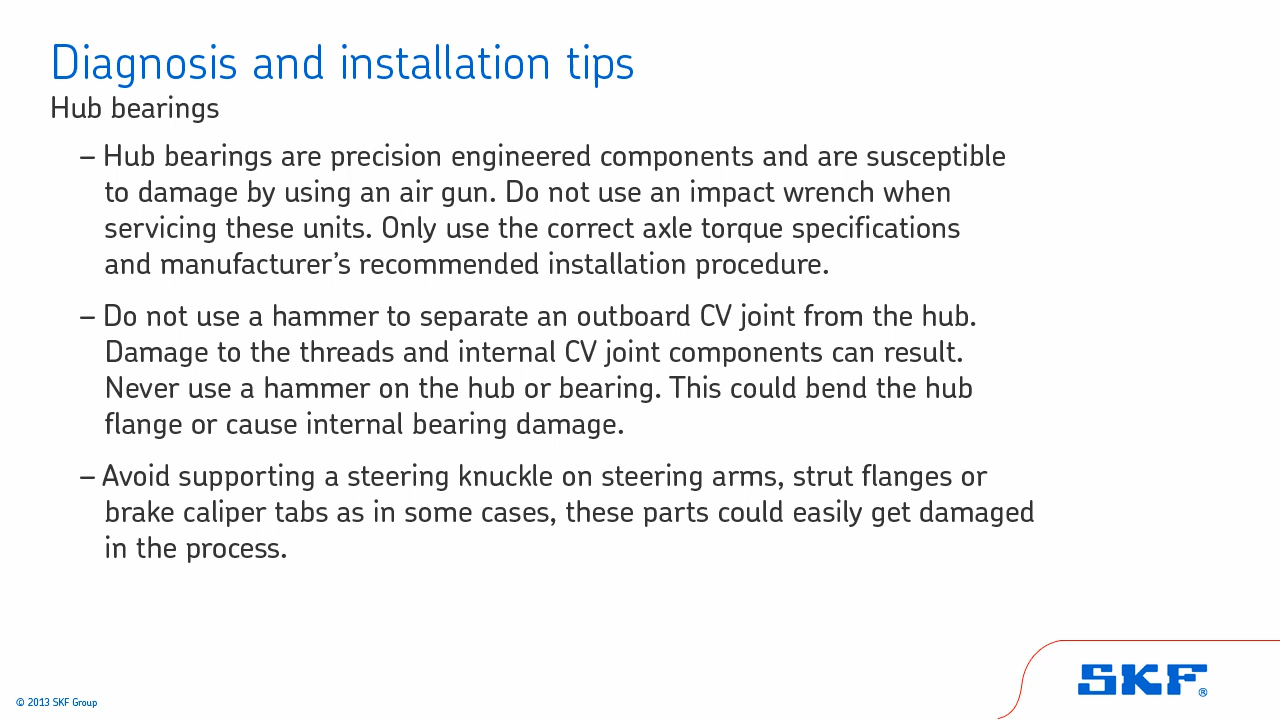 Diagnosis and installation tips
Hub bearings
– Hub bearings are precision engineered components and are susceptible
to damage by using an air gun. Do not use an impact wrench when
servicing these units. Only use the correct axle torque specifications
and manufacturer’s recommended installation procedure.
– Do not use a hammer to separate an outboard CV joint from the hub.
Damage to the threads and internal CV joint components can result.
Never use a hammer on the hub or bearing. This could bend the hub
flange or cause internal bearing damage.
– Avoid supporting a steering knuckle on steering arms, strut flanges or
brake caliper tabs as in some cases, these parts could easily get damaged
in the process.
SKF®
© 2013 SKF Group